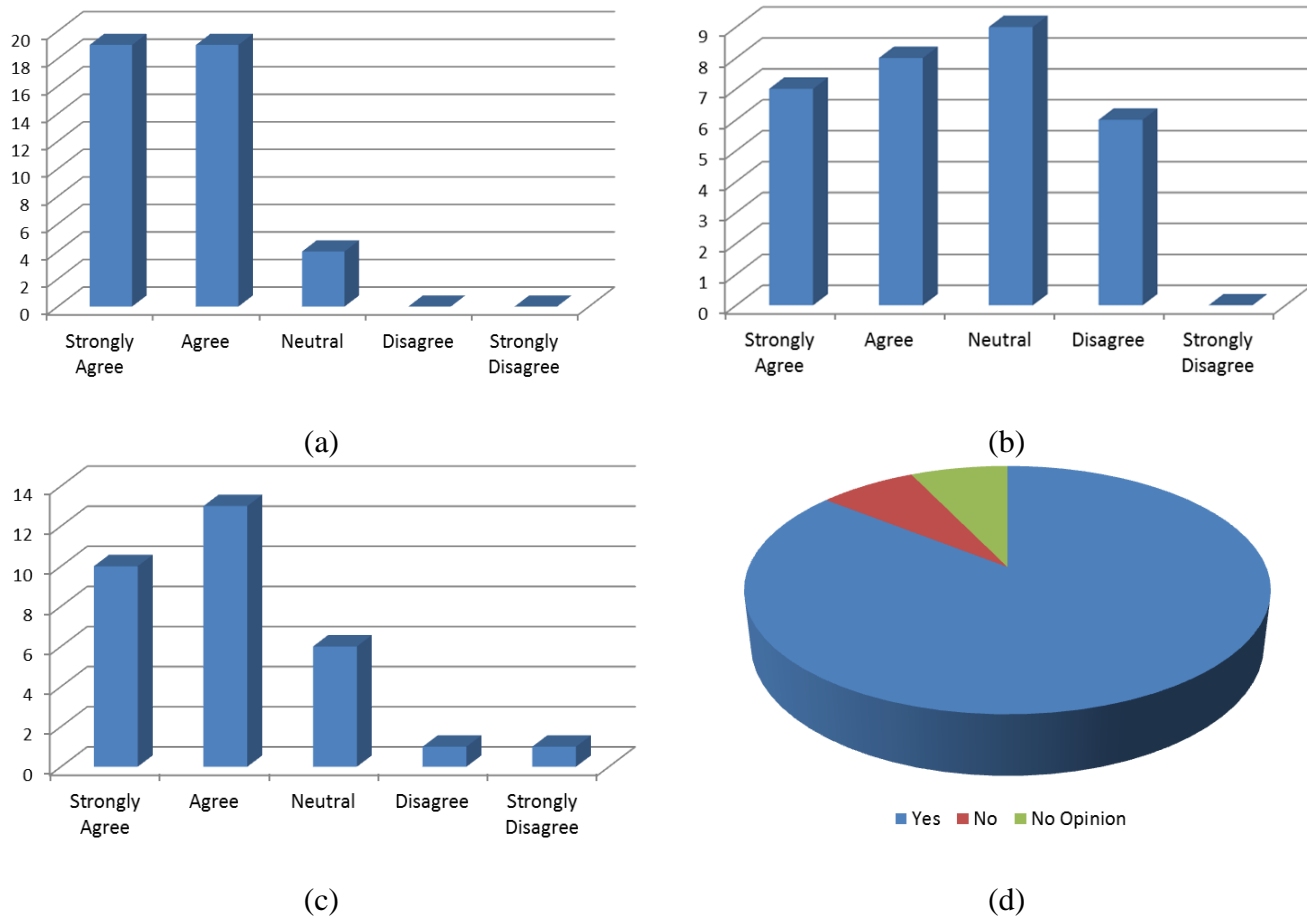 20
18
16
14
12
10
8
6
4
2
0
Strongly
Agree
Agree
Neutral
Disagree
Strongly
Disagree
(a)
9
8
7
6
5
4
3
2
1
0
Strongly
Agree
Agree
Neutral
Disagree
Strongly
Disagree
(b)
14
12
10
8
6
4
2
0
Strongly
Agree
Agree
Neutral
Disagree
Strongly
Disagree
(c)
Yes No No Opinion
(d)